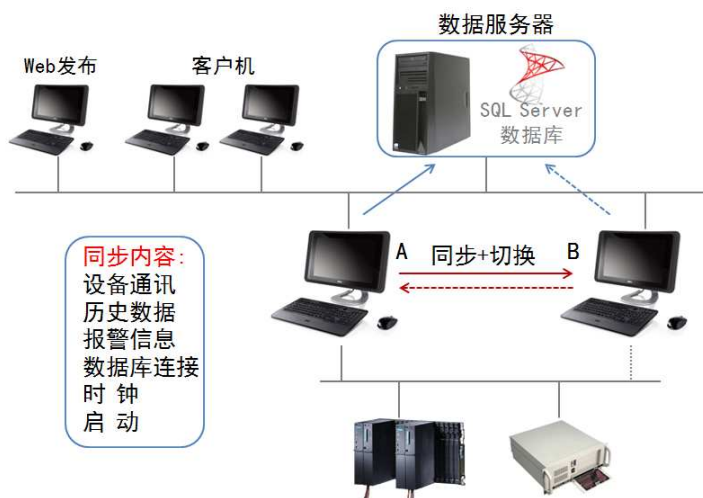 数据服务器
Web发布
客户机
SQL Server
数据库
A
同步+切换
B
同步内容:
设备通讯
历史数据
报警信息
数据库连接
时 钟
启 动